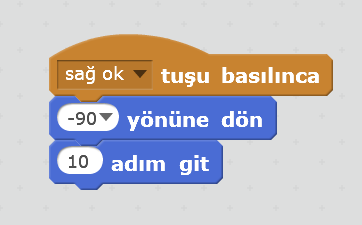 sağ ok tuşu basılınca
-90 yönüne dön
10 adım git